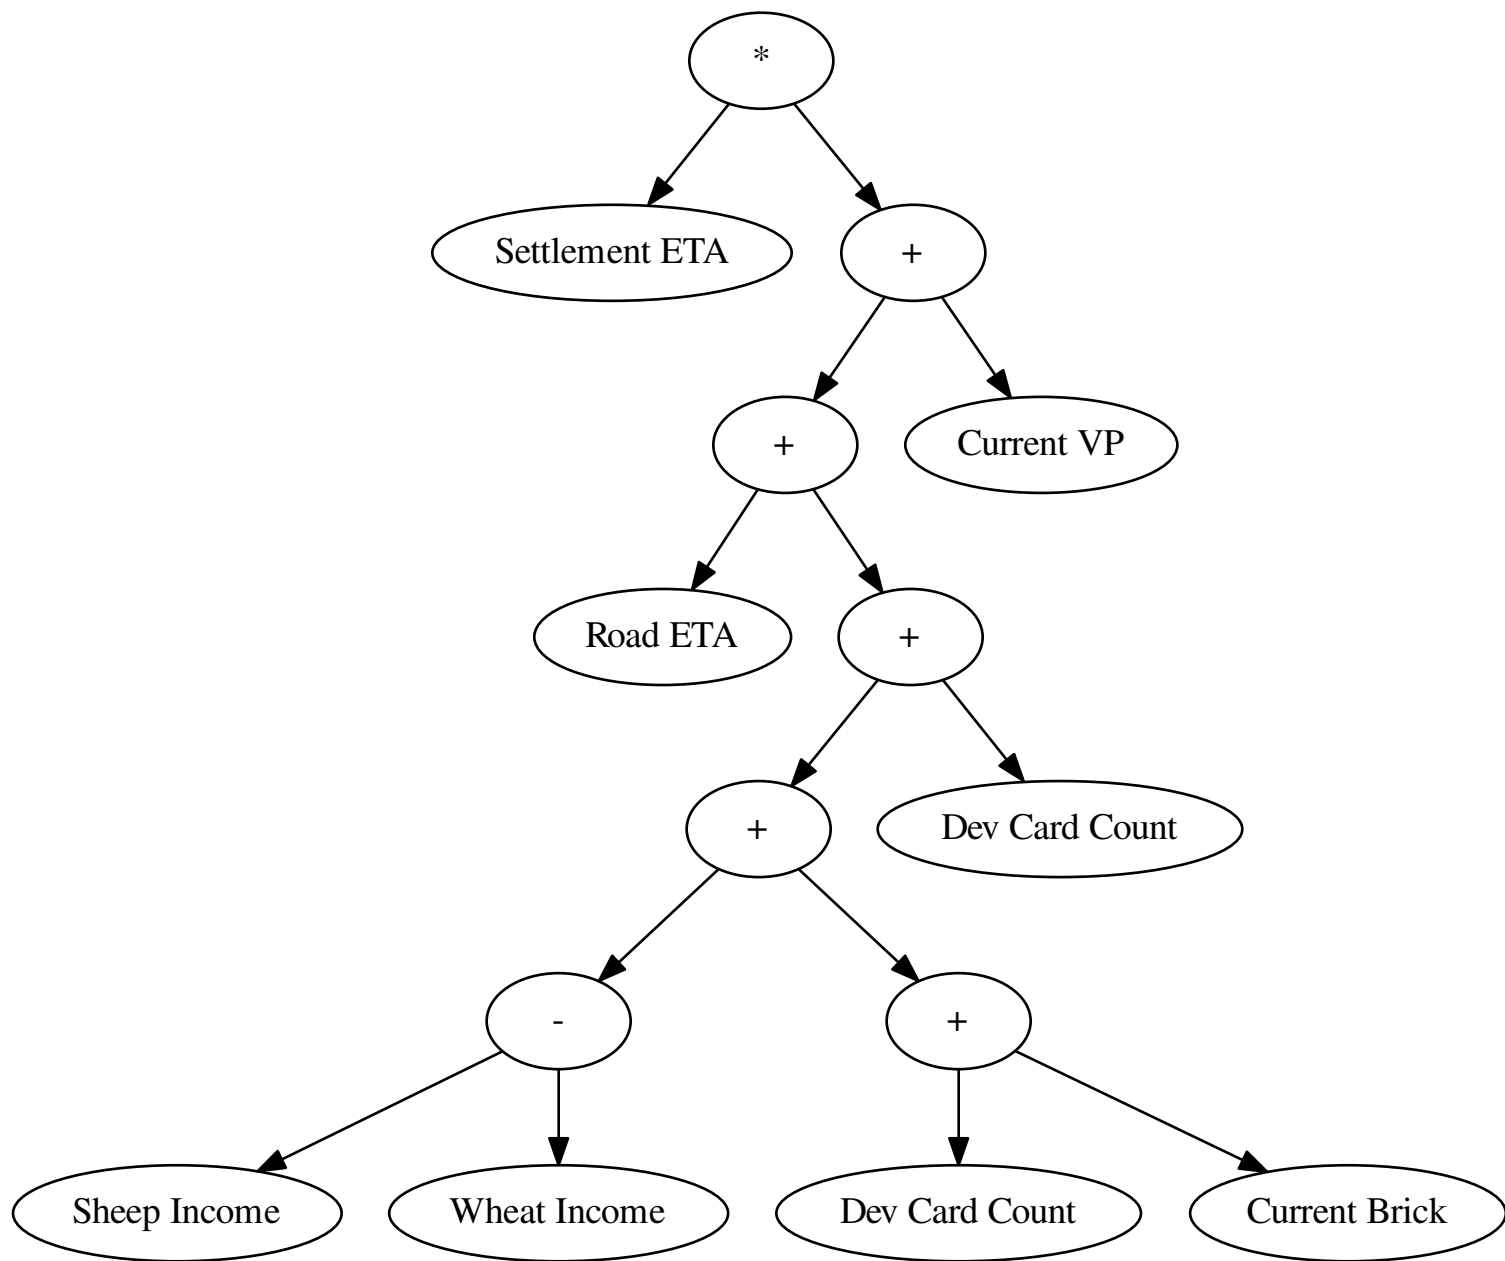 *
Settlement ETA
+
+
Current VP
Road ETA
+
+
Dev Card Count
-
+
Sheep Income
Wheat Income
Dev Card Count
Current Brick